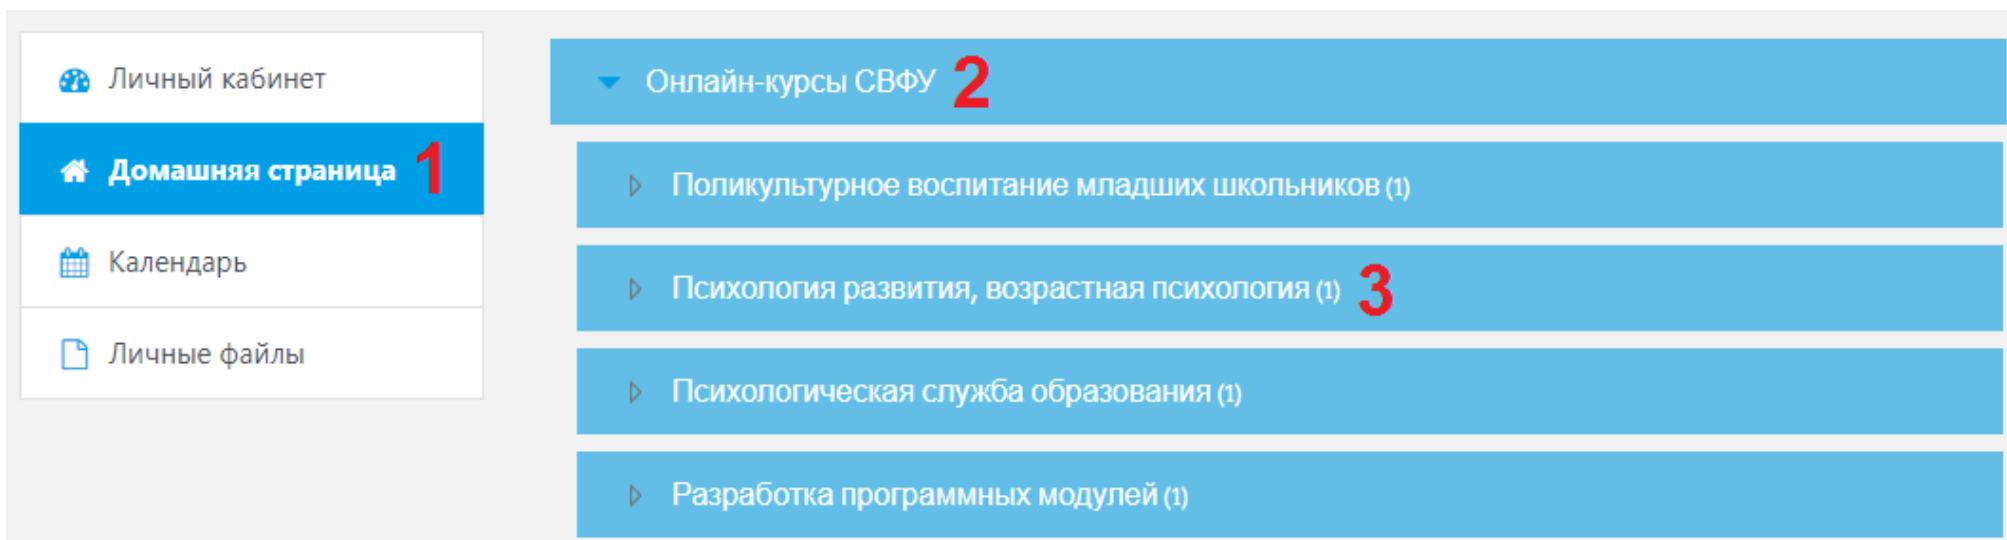 Личный кабинет
Домашняя страница 1
Календарь
Личные файлы
Онлайн-курсы СВФУ 2
Поликультурное воспитание младших школьников (1)
Психология развития, возрастная психология (1) 3
Психологическая служба образования (1)
Разработка программных модулей (1)